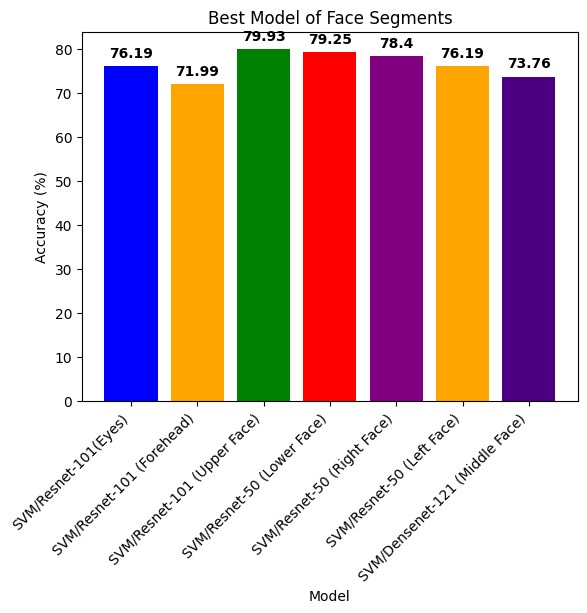 Best Model of Face Segments
76.19
71.99
79.93
79.25
78.4
76.19
73.76
Accuracy (%)
80
70
60
50
40
30
20
10
0
SVM/Resnet-101(Eyes)
SVM/Resnet-101 (Forehead)
SVM/Resnet-101 (Upper Face)
SVM/Resnet-50 (Lower Face)
SVM/Resnet-50 (Right Face)
SVM/Resnet-50 (Left Face)
SVM/Densenet-121 (Middle Face)
Model